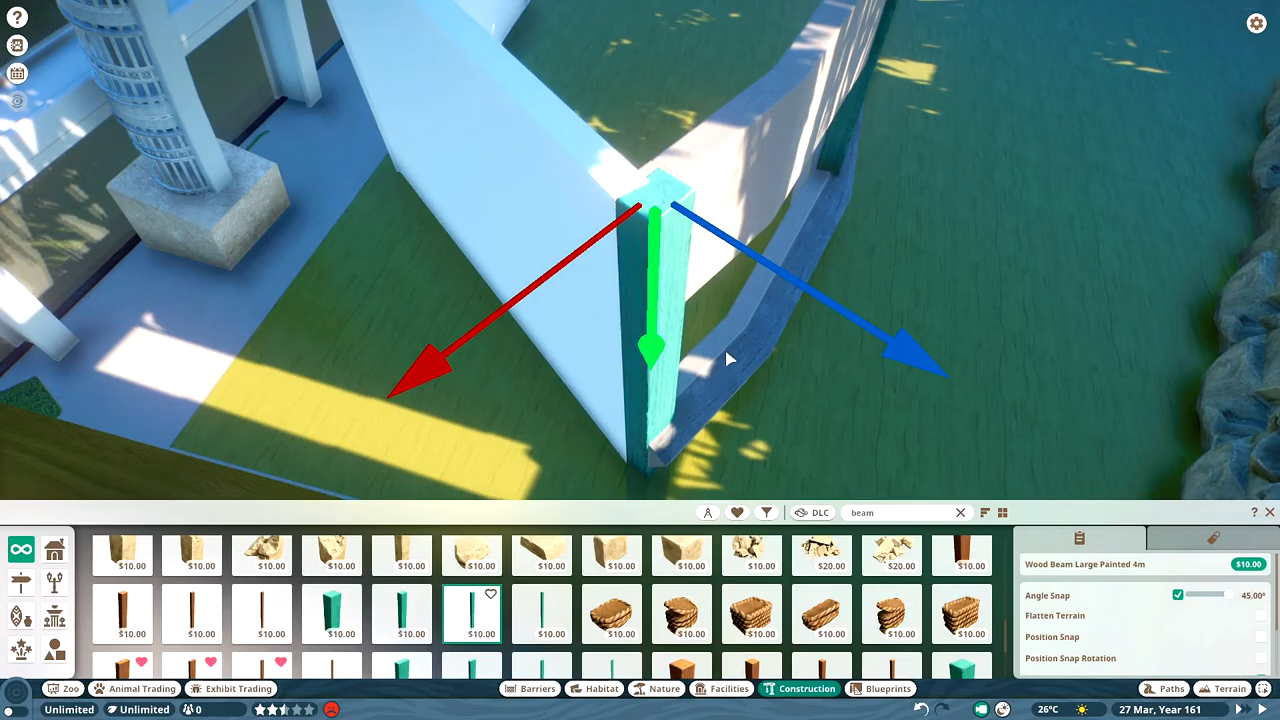 ?
DLC
beam
?
$10.00 $10.00 $10.00 $10.00 $10.00 $10.00 $10.00 $10.00 $10.00 $10.00 $20.00 $20.00 $10.00
$10.00 $10.00 $10.00 $10.00 $10.00 $10.00 $10.00 $10.00 $10.00 $10.00 $10.00 $10.00 $10.00
Wood Beam Large Painted 4m $10.00
Angle Snap 45.00°
Flatten Terrain
Position Snap
Position Snap Rotation
Zoo Animal Trading Exhibit Trading Barriers Habitat Nature Facilities Construction Blueprints Paths Terrain
Unlimited Unlimited 0 26°C 27 Mar, Year 161